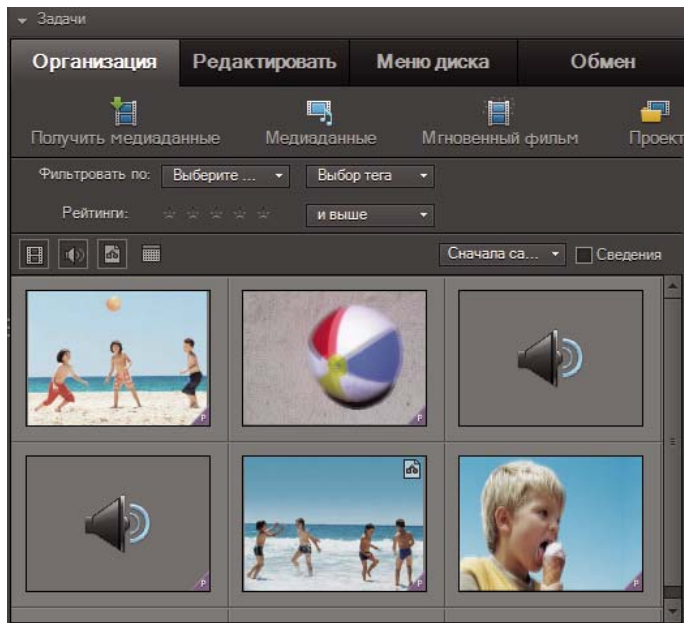 Задачи
Организация Редактировать Меню диска Обмен
Получить медиаданные Медиаданные Мгновенный фильм Проект
Фильтровать по: Выберите ... Выбор тега
Рейтинги: и выше
Сначала са... Сведения
P P
P P P